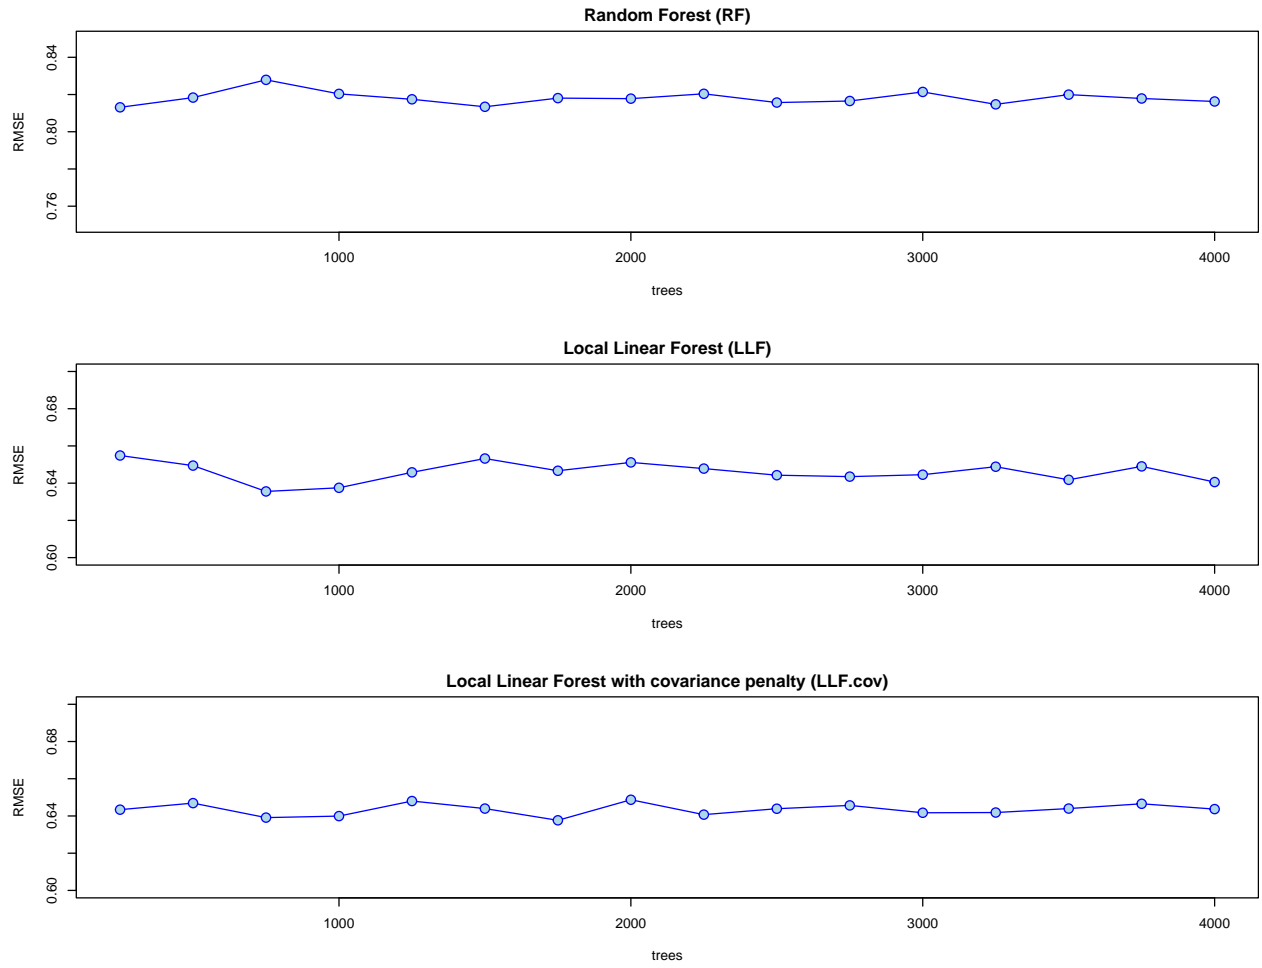 Random Forest (RF)
0.84
0.80
0.76
RMSE
1000 2000 3000 4000
trees
Local Linear Forest (LLF)
0.68
0.64
0.60
RMSE
1000 2000 3000 4000
trees
Local Linear Forest with covariance penalty (LLF.cov)
0.68
0.64
0.60
RMSE
1000 2000 3000 4000
trees